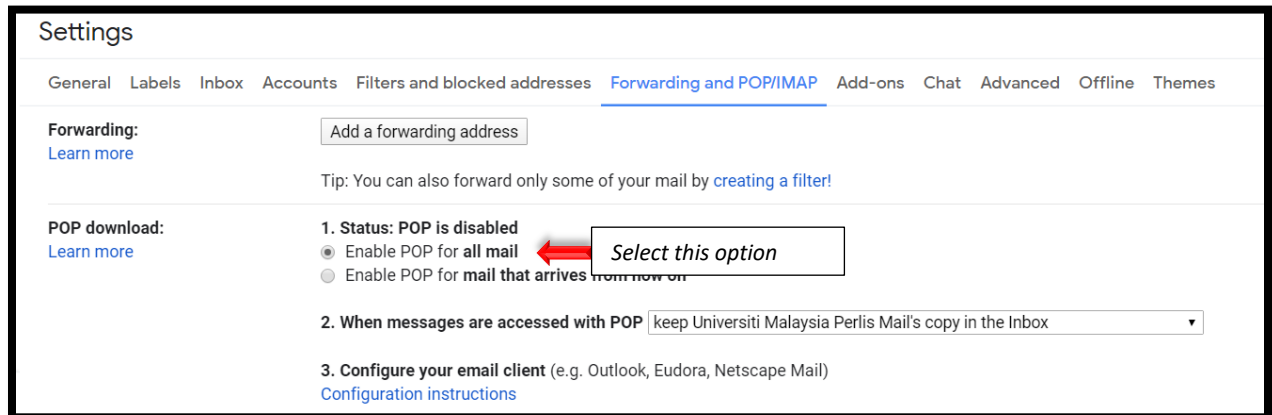 Settings
General Labels Inbox Accounts Filters and blocked addresses Forwarding and POP/IMAP Add-ons Chat Advanced Offline Themes
Forwarding: Add a forwarding address
Learn more
Tip: You can also forward only some of your mail by creating a filter!
POP download: 1. Status: POP is disabled
Learn more Enable POP for all mail Select this option
Enable POP for mail that arrives from now on
2. When messages are accessed with POP keep Universiti Malaysia Perlis Mail's copy in the Inbox
3. Configure your email client (e.g. Outlook, Eudora, Netscape Mail)
Configuration instructions